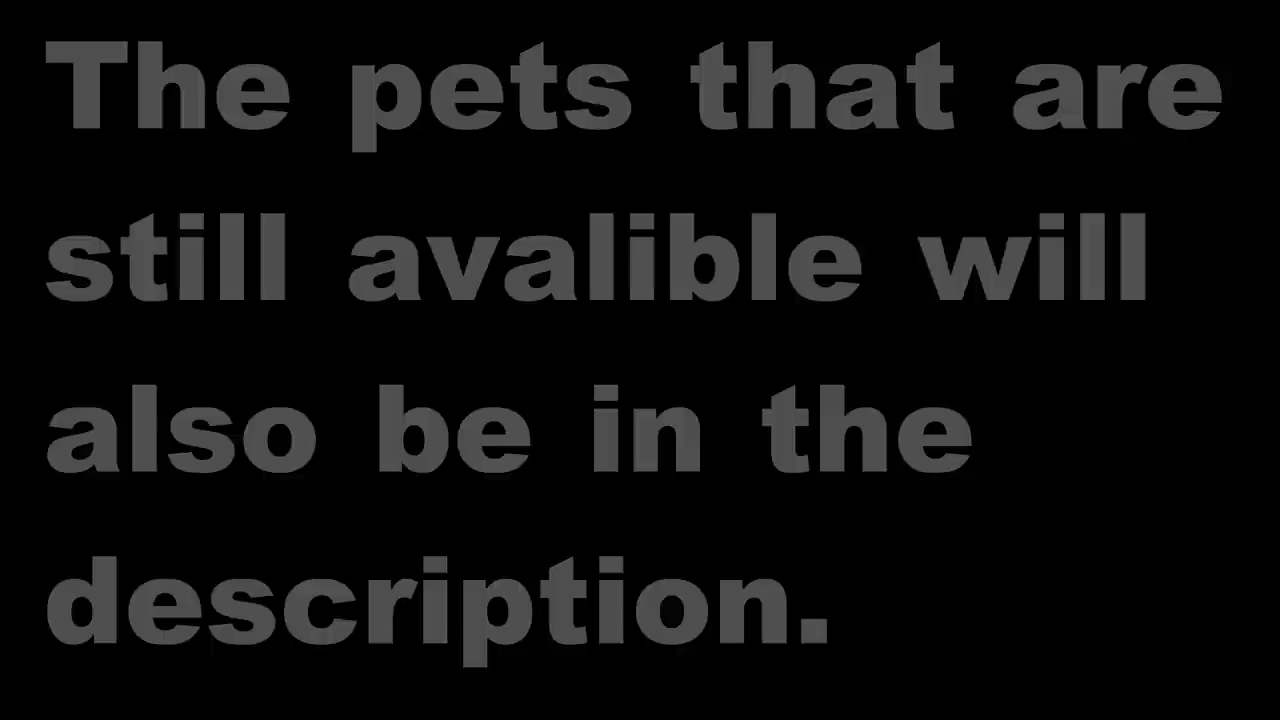 The pets that are
still avalible will
also be in the
description.